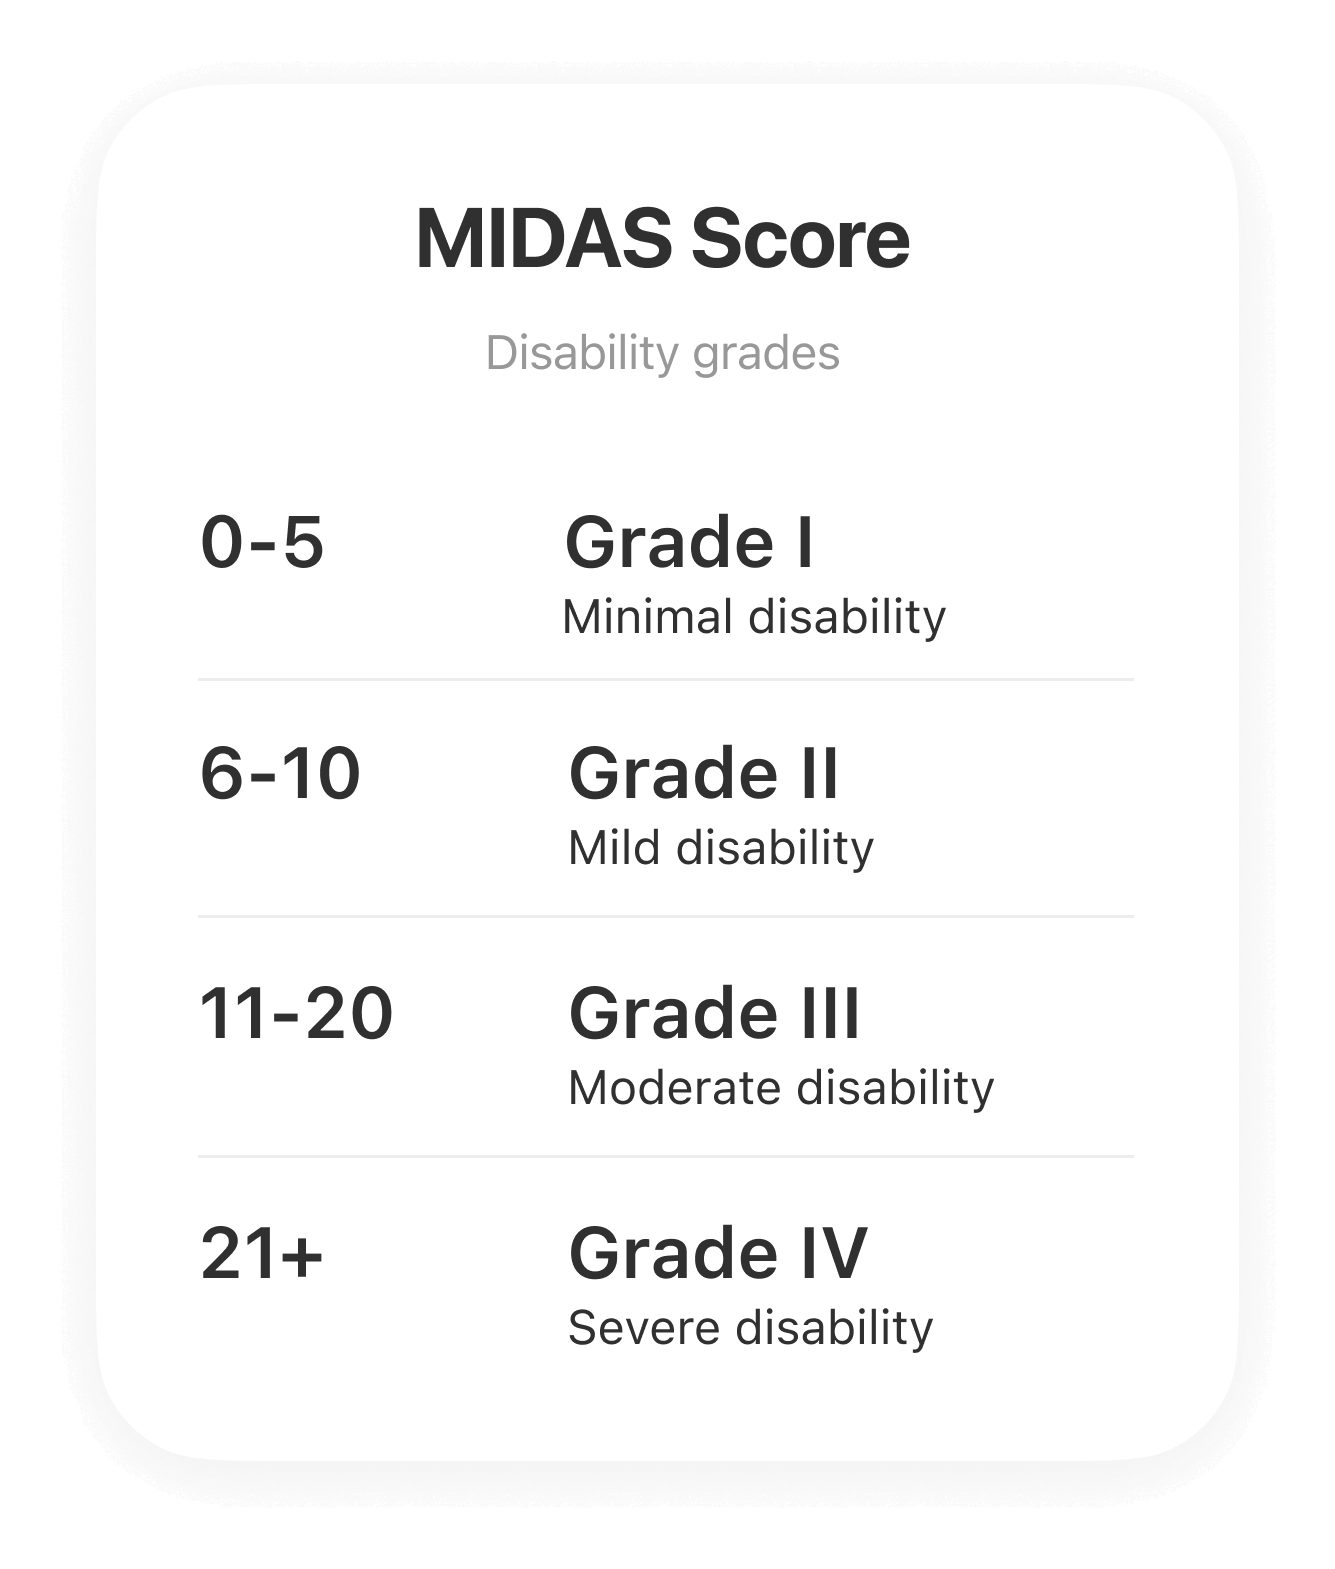 MIDAS Score
Disability grades
0-5 Grade I
Minimal disability
6-10 Grade II
Mild disability
11-20 Grade III
Moderate disability
21+ Grade IV
Severe disability